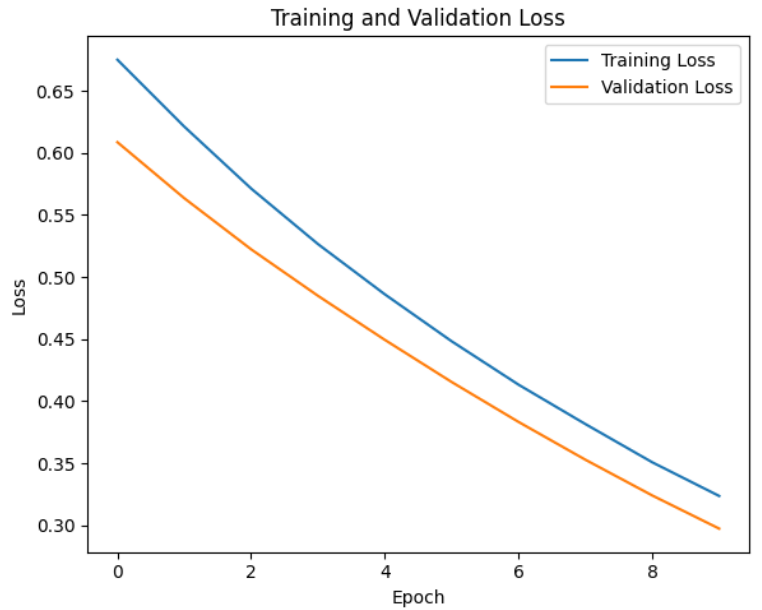 Training and Validation Loss
Training Loss
Validation Loss
0.65
0.60
0.55
0.50
0.45
0.40
0.35
0.30
Loss
0 2 4 6 8
Epoch